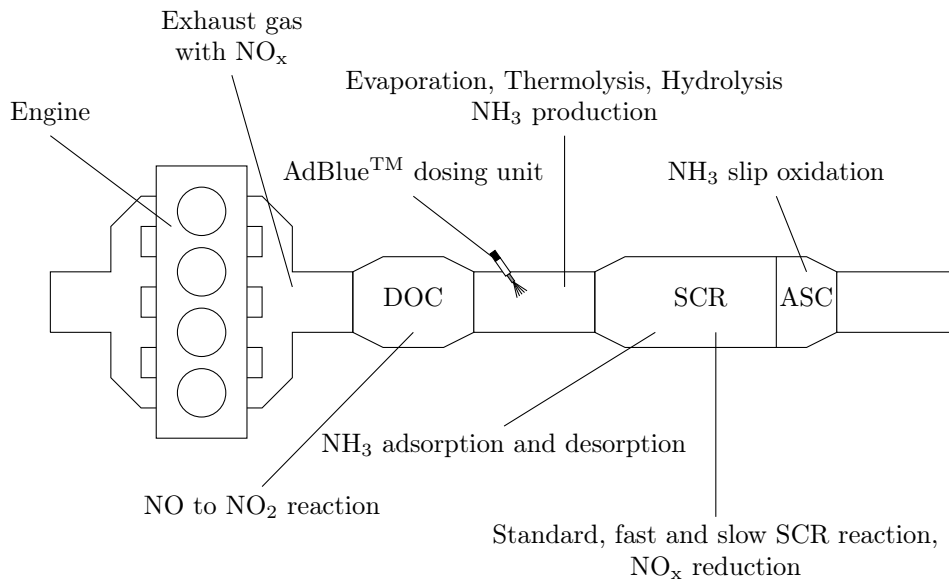 Exhaust gas
with NOₓ
Evaporation, Thermolysis, Hydrolysis
NH₃ production
Engine
AdBlue™ dosing unit
NH₃ slip oxidation
DOC
SCR
ASC
NH₃ adsorption and desorption
NO to NO₂ reaction
Standard, fast and slow SCR reaction,
NOₓ reduction